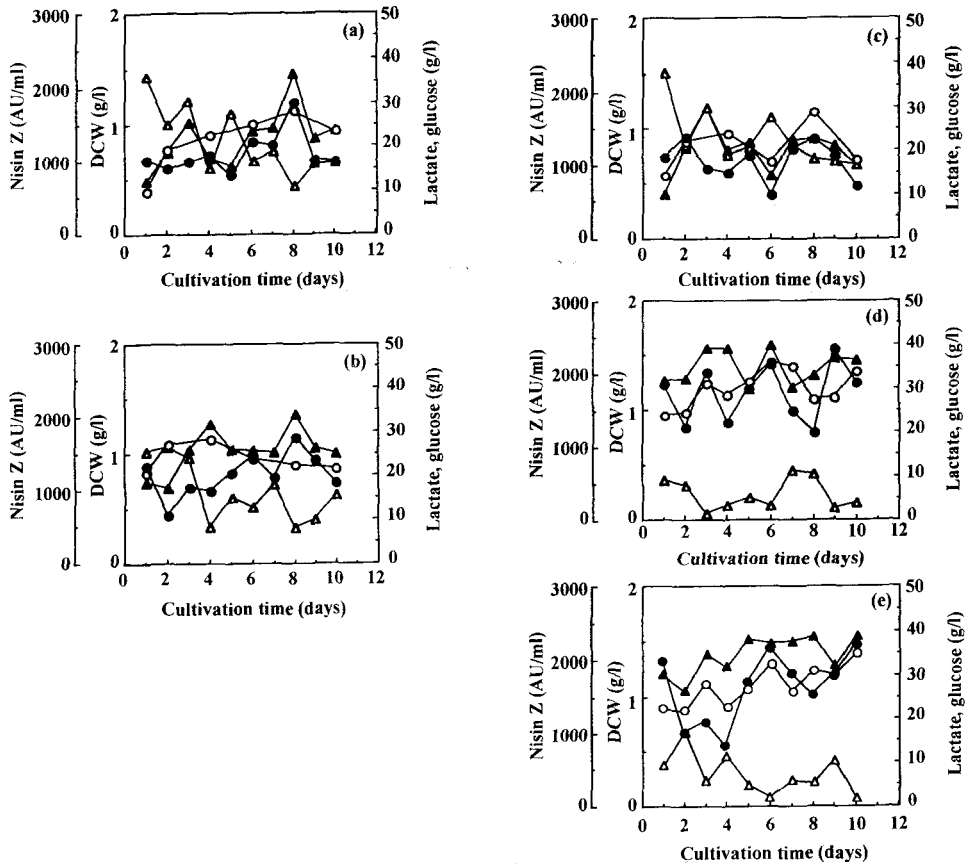 (a)
3000
2000
1000
0
Nisin Z (AU/ml)
2
1
0
DCW (g/l)
50
40
30
20
10
0
Lactate, glucose (g/l)
0 2 4 6 8 10 12
Cultivation time (days)
(b)
3000
2000
1000
0
Nisin Z (AU/ml)
2
1
0
DCW (g/l)
50
40
30
20
10
0
Lactate, glucose (g/l)
0 2 4 6 8 10 12
Cultivation time (days)
(c)
3000
2000
1000
0
Nisin Z (AU/ml)
2
1
0
DCW (g/l)
50
40
30
20
10
0
Lactate, glucose (g/l)
0 2 4 6 8 10 12
Cultivation time (days)
(d)
3000
2000
1000
0
Nisin Z (AU/ml)
2
1
0
DCW (g/l)
50
40
30
20
10
0
Lactate, glucose (g/l)
0 2 4 6 8 10 12
Cultivation time (days)
(e)
3000
2000
1000
0
Nisin Z (AU/ml)
2
1
0
DCW (g/l)
50
40
30
20
10
0
Lactate, glucose (g/l)
0 2 4 6 8 10 12
Cultivation time (days)